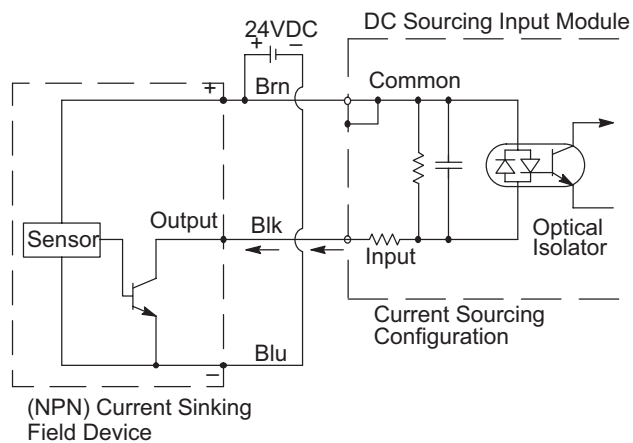 24VDC
DC Sourcing Input Module
+
–
Brn
Common
+
Output
Blk
Sensor
Input
Optical
Isolator
Current Sourcing
Configuration
Blu
–
(NPN) Current Sinking
Field Device